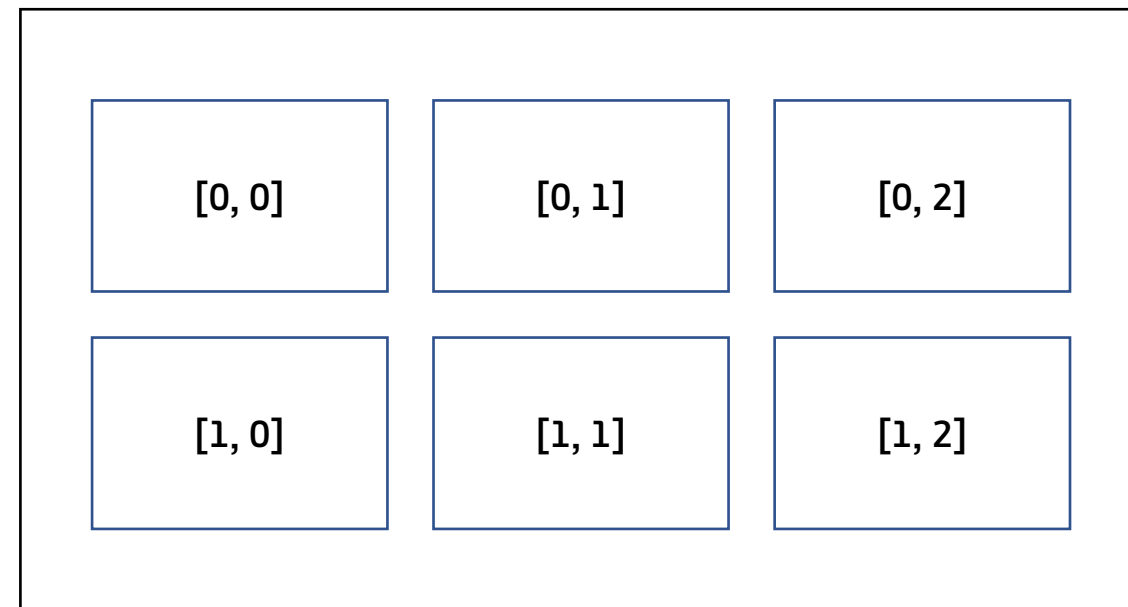 [0, 0] [0, 1] [0, 2]
[1, 0] [1, 1] [1, 2]